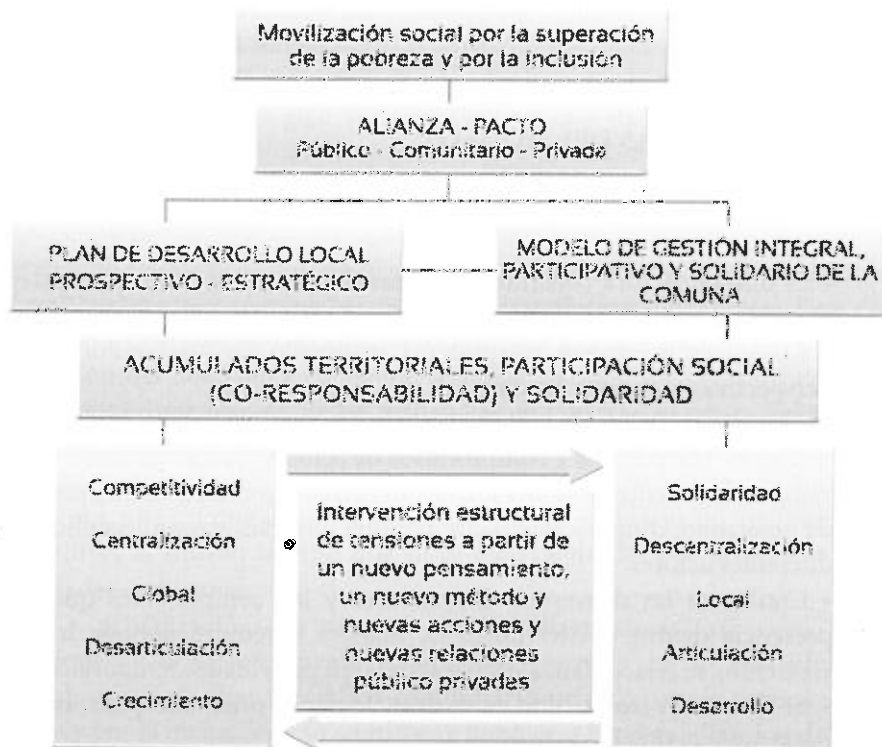 Movilización social por la superación
de la pobreza y por la inclusión
ALIANZA - PACTO
Público - Comunitario - Privada
PLAN DE DESARROLLO LOCAL
PROSPECTIVO - ESTRATÉGICO
MODELO DE GESTIÓN INTEGRAL,
PARTICIPATIVO Y SOLIDARIO DE LA
COMUNA
ACUMULADOS TERRITORIALES, PARTICIPACIÓN SOCIAL
(CO-RESPONSABILIDAD) Y SOLIDARIDAD
Competitividad
Centralización
Global
Desarticulación
Crecimiento
Intervención estructural
de tensiones a partir de
un nuevo pensamiento,
un nuevo método y
nuevas acciones y
nuevas relaciones
público privadas
Solidaridad
Descentralización
Local
Articulación
Desarrollo